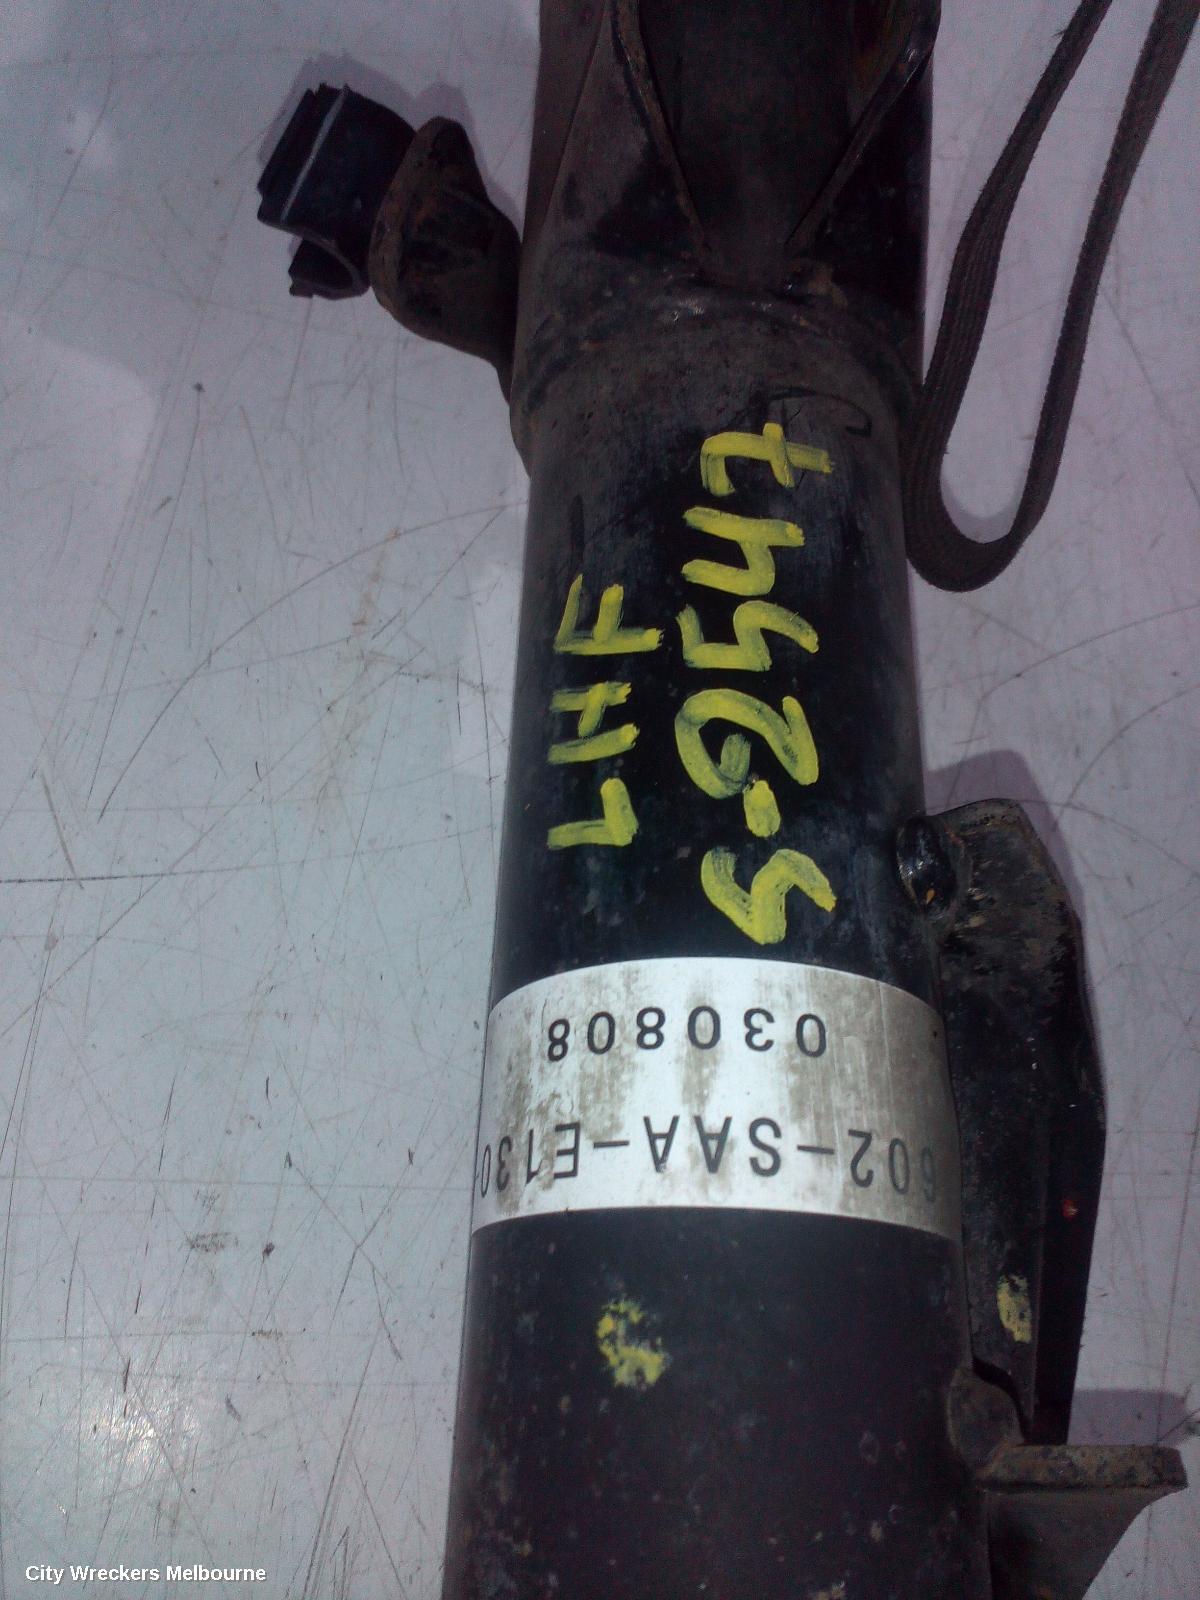 LHF
S-2547
602-SAA-E130
030808
City Wreckers Melbourne